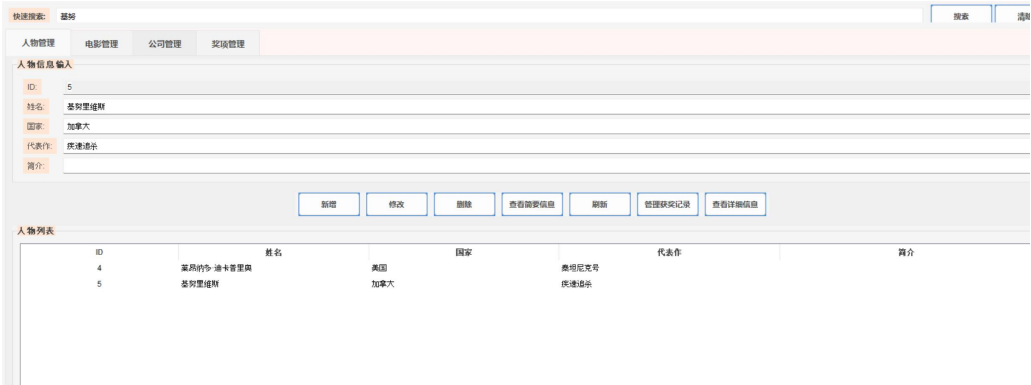 快速搜索: 基努 搜索 清除
人物管理 电影管理 公司管理 奖项管理
人物信息输入
ID: 5
姓名: 基努里维斯
国家: 加拿大
代表作: 疾速追杀
简介:
新增 修改 删除 查看简要信息 刷新 管理获奖记录 查看详细信息
人物列表
ID 姓名 国家 代表作 简介
4 莱昂纳多·迪卡普里奥 美国 泰坦尼克号
5 基努里维斯 加拿大 疾速追杀